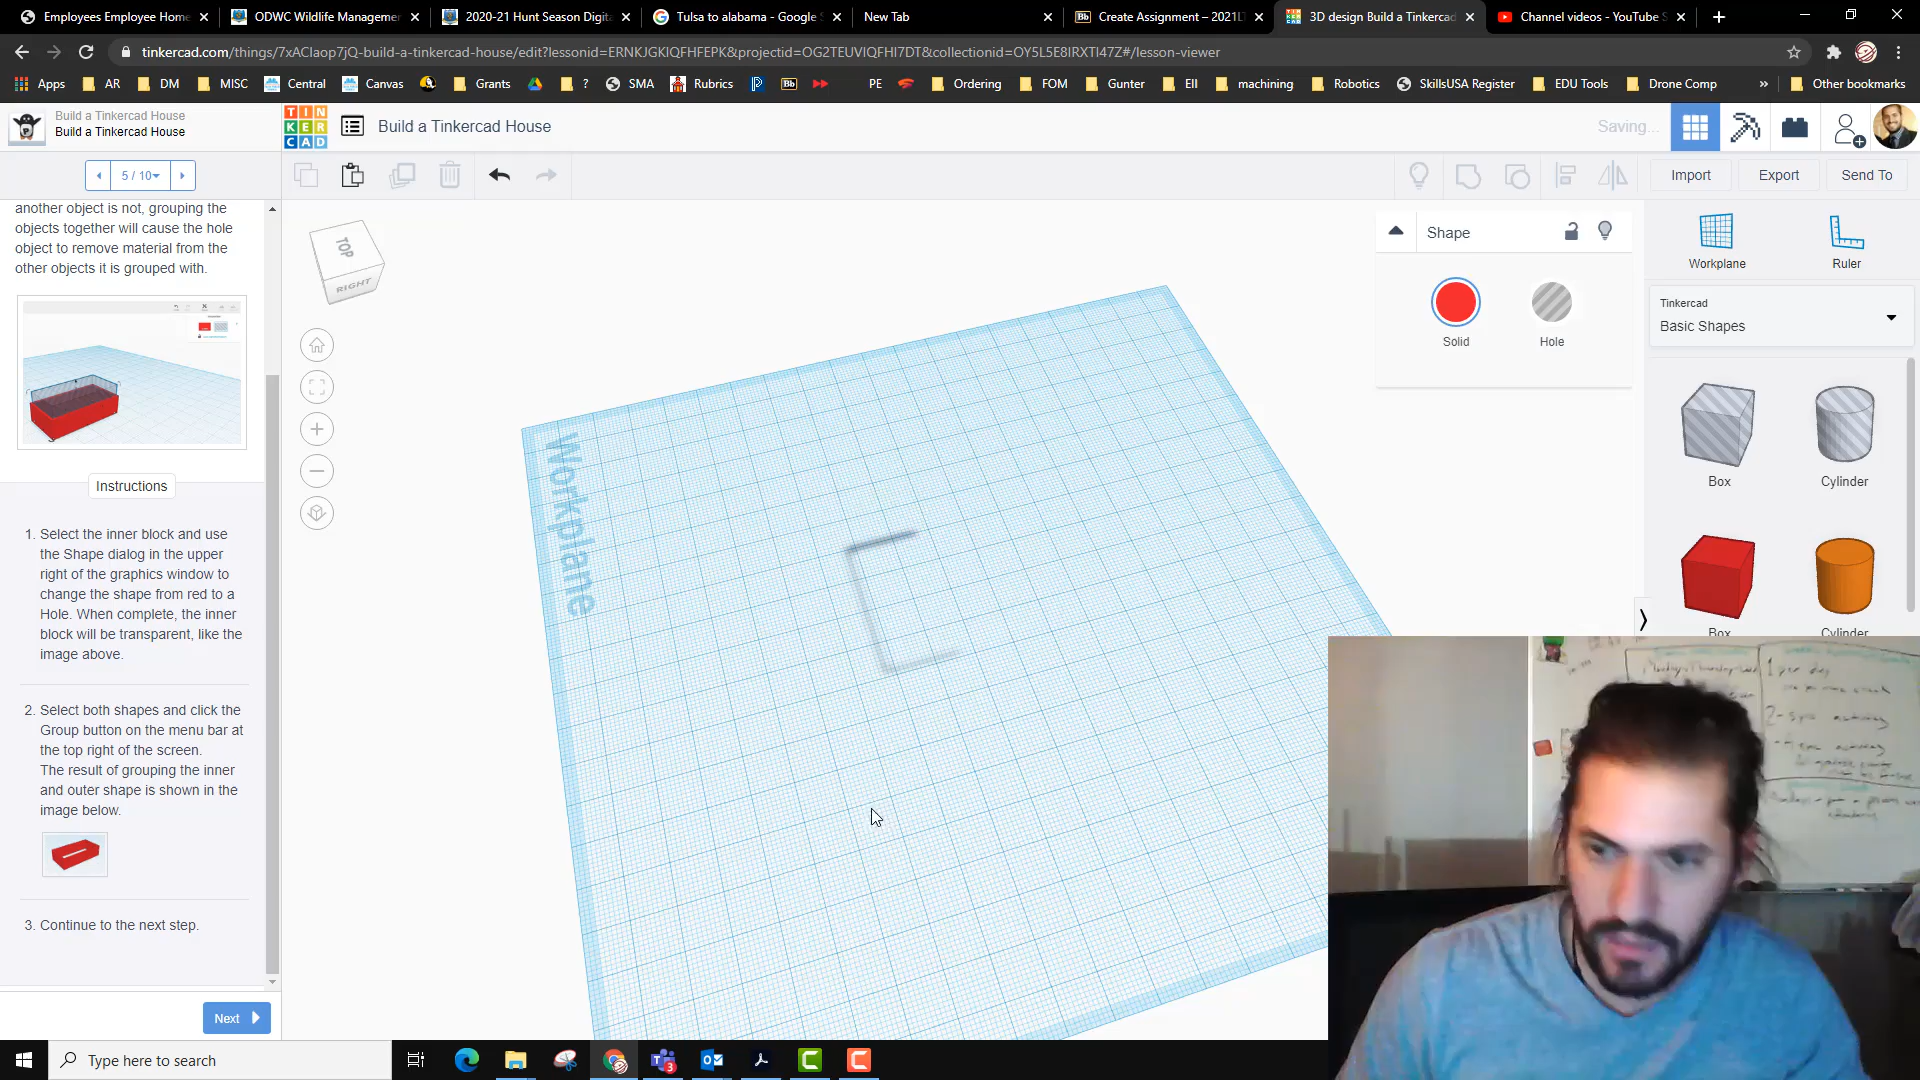 Employees Employee Home
ODWC Wildlife Managemen
2020-21 Hunt Season Digita
Tulsa to alabama - Google
New Tab
Create Assignment – 2021L
3D design Build a Tinkercad
Channel videos - YouTube S
tinkercad.com/things/7xAClaop7jQ-build-a-tinkercad-house/edit?lessonid=ERNKJGKIQFHFEPK&projectid=OG2TEUVIQFHI7DT&collectionid=OY5L5E8IRXTI47Z#/lesson-viewer
Apps AR DM MISC Central Canvas Grants ? SMA Rubrics Bb PE Ordering FOM Gunter EII machining Robotics SkillsUSA Register EDU Tools Drone Comp » Other bookmarks
Build a Tinkercad House
Build a Tinkercad House
TIN
KER
CAD
Build a Tinkercad House
Saving...
5 / 10
Import Export Send To
another object is not, grouping the
objects together will cause the hole
object to remove material from the
other objects it is grouped with.
Instructions
1. Select the inner block and use
the Shape dialog in the upper
right of the graphics window to
change the shape from red to a
Hole. When complete, the inner
block will be transparent, like the
image above.
2. Select both shapes and click the
Group button on the menu bar at
the top right of the screen.
The result of grouping the inner
and outer shape is shown in the
image below.
3. Continue to the next step.
Next
TOP
RIGHT
Workplane
Shape
Solid Hole
Workplane Ruler
Tinkercad
Basic Shapes
Box Cylinder
Box Cylinder
Type here to search
3